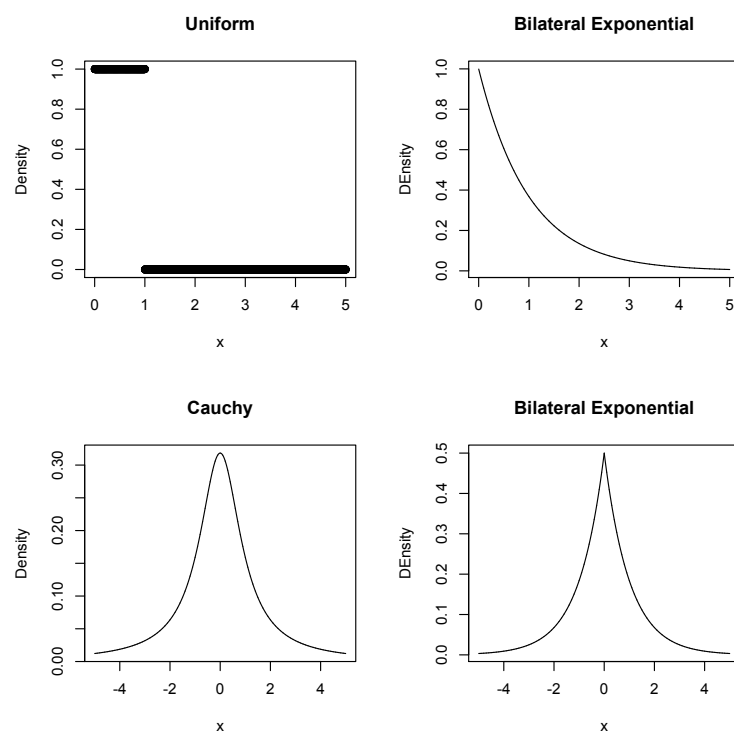 Uniform
Density
0.0 0.2 0.4 0.6 0.8 1.0
0 1 2 3 4 5
x
Bilateral Exponential
DEnsity
0.0 0.2 0.4 0.6 0.8 1.0
0 1 2 3 4 5
x
Cauchy
Density
0.00 0.10 0.20 0.30
-4 -2 0 2 4
x
Bilateral Exponential
DEnsity
0.0 0.1 0.2 0.3 0.4 0.5
-4 -2 0 2 4
x